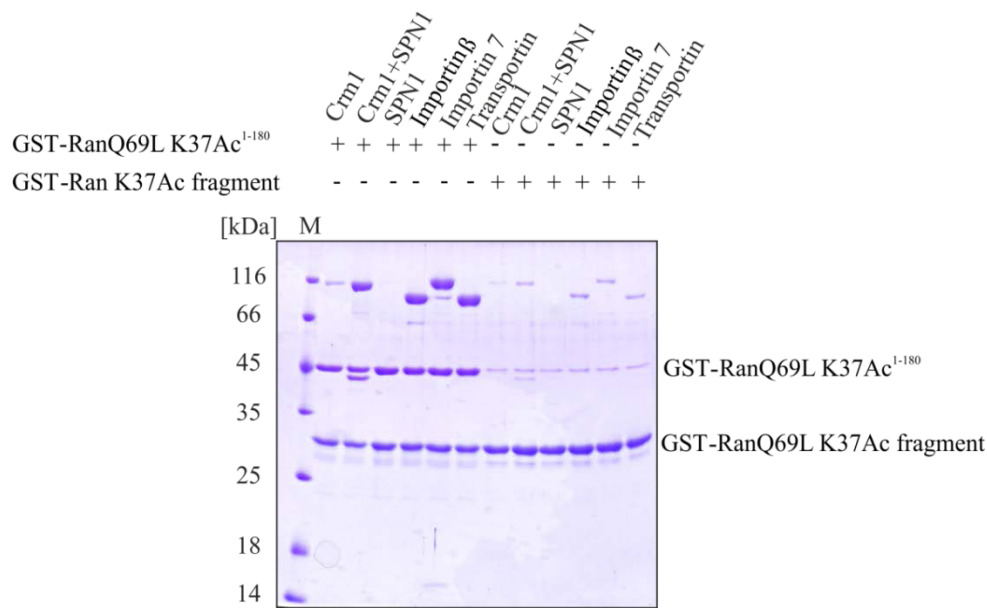 Crm1 Crm1+SPN1 SPN1 Importinβ Importin 7 Transportin Crm1 Crm1+SPN1 SPN1 Importinβ Importin 7 Transportin
GST-RanQ69L K37Ac1-180 + + + + + + - - - - - -
GST-Ran K37Ac fragment - - - - - - + + + + + +
[kDa] M
116
66
45 GST-RanQ69L K37Ac1-180
35
GST-RanQ69L K37Ac fragment
25
18
14